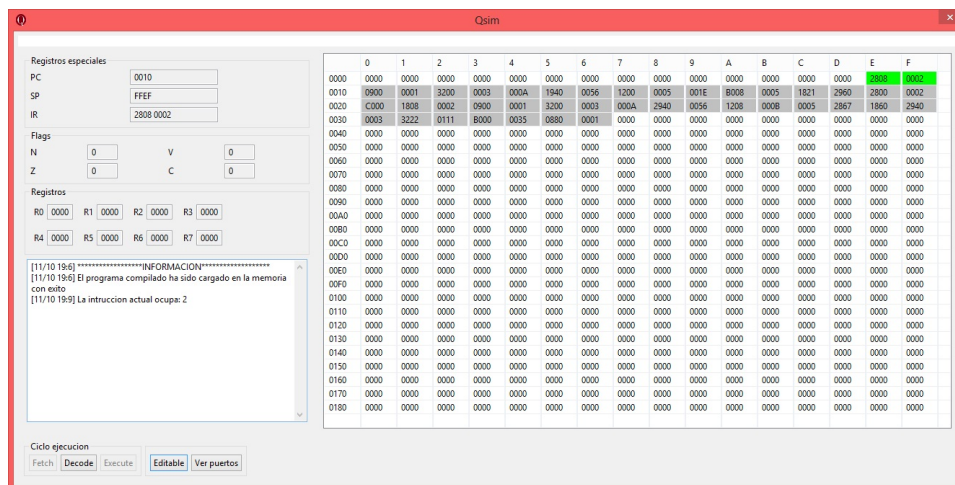 Qsim
Registros especiales
PC 0010
SP FFEF
IR 2808 0002
Flags
N 0 V 0
Z 0 C 0
Registros
R0 0000 R1 0000 R2 0000 R3 0000
R4 0000 R5 0000 R6 0000 R7 0000
[11/10 19:6] ******************INFORMACION*******************
[11/10 19:6] El programa compilado ha sido cargado en la memoria
con exito
[11/10 19:9] La intruccion actual ocupa: 2
Ciclo ejecucion
Fetch Decode Execute Editable Ver puertos
0 1 2 3 4 5 6 7 8 9 A B C D E F
0000 0000 0000 0000 0000 0000 0000 0000 0000 0000 0000 0000 0000 0000 0000 2808 0002
0010 0900 0001 3200 0003 000A 1940 0056 1200 0005 001E B008 0005 1821 2960 2800 0002
0020 C000 1808 0002 0900 0001 3200 0003 000A 2940 0056 1208 000B 0005 2867 1860 2940
0030 0003 3222 0111 B000 0035 0880 0001 0000 0000 0000 0000 0000 0000 0000 0000 0000
0040 0000 0000 0000 0000 0000 0000 0000 0000 0000 0000 0000 0000 0000 0000 0000 0000
0050 0000 0000 0000 0000 0000 0000 0000 0000 0000 0000 0000 0000 0000 0000 0000 0000
0060 0000 0000 0000 0000 0000 0000 0000 0000 0000 0000 0000 0000 0000 0000 0000 0000
0070 0000 0000 0000 0000 0000 0000 0000 0000 0000 0000 0000 0000 0000 0000 0000 0000
0080 0000 0000 0000 0000 0000 0000 0000 0000 0000 0000 0000 0000 0000 0000 0000 0000
0090 0000 0000 0000 0000 0000 0000 0000 0000 0000 0000 0000 0000 0000 0000 0000 0000
00A0 0000 0000 0000 0000 0000 0000 0000 0000 0000 0000 0000 0000 0000 0000 0000 0000
00B0 0000 0000 0000 0000 0000 0000 0000 0000 0000 0000 0000 0000 0000 0000 0000 0000
00C0 0000 0000 0000 0000 0000 0000 0000 0000 0000 0000 0000 0000 0000 0000 0000 0000
00D0 0000 0000 0000 0000 0000 0000 0000 0000 0000 0000 0000 0000 0000 0000 0000 0000
00E0 0000 0000 0000 0000 0000 0000 0000 0000 0000 0000 0000 0000 0000 0000 0000 0000
00F0 0000 0000 0000 0000 0000 0000 0000 0000 0000 0000 0000 0000 0000 0000 0000 0000
0100 0000 0000 0000 0000 0000 0000 0000 0000 0000 0000 0000 0000 0000 0000 0000 0000
0110 0000 0000 0000 0000 0000 0000 0000 0000 0000 0000 0000 0000 0000 0000 0000 0000
0120 0000 0000 0000 0000 0000 0000 0000 0000 0000 0000 0000 0000 0000 0000 0000 0000
0130 0000 0000 0000 0000 0000 0000 0000 0000 0000 0000 0000 0000 0000 0000 0000 0000
0140 0000 0000 0000 0000 0000 0000 0000 0000 0000 0000 0000 0000 0000 0000 0000 0000
0150 0000 0000 0000 0000 0000 0000 0000 0000 0000 0000 0000 0000 0000 0000 0000 0000
0160 0000 0000 0000 0000 0000 0000 0000 0000 0000 0000 0000 0000 0000 0000 0000 0000
0170 0000 0000 0000 0000 0000 0000 0000 0000 0000 0000 0000 0000 0000 0000 0000 0000
0180 0000 0000 0000 0000 0000 0000 0000 0000 0000 0000 0000 0000 0000 0000 0000 0000